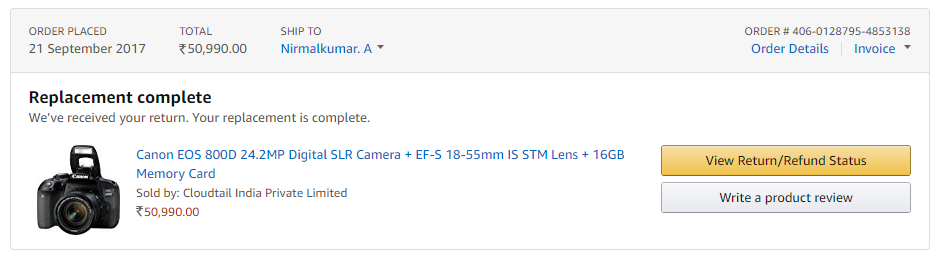 ORDER PLACED
21 September 2017
TOTAL
₹50,990.00
SHIP TO
Nirmalkumar. A
ORDER # 406-0128795-4853138
Order Details
Invoice
Replacement complete
We've received your return. Your replacement is complete.
Canon
Canon EOS 800D 24.2MP Digital SLR Camera + EF-S 18-55mm IS STM Lens + 16GB
Memory Card
Sold by: Cloudtail India Private Limited
₹50,990.00
View Return/Refund Status
Write a product review